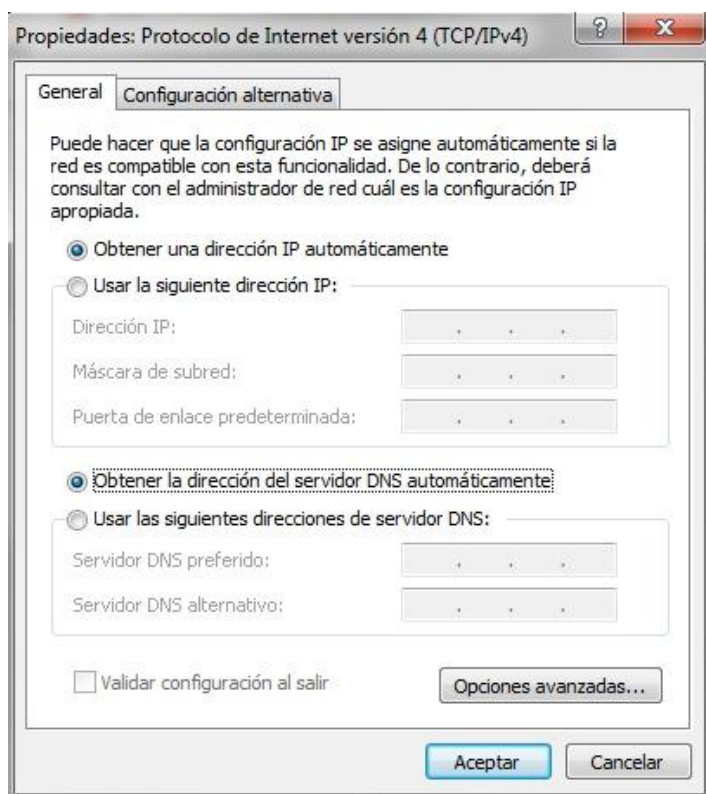 Propiedades: Protocolo de Internet versión 4 (TCP/IPv4)
General
Configuración alternativa
Puede hacer que la configuración IP se asigne automáticamente si la
red es compatible con esta funcionalidad. De lo contrario, deberá
consultar con el administrador de red cuál es la configuración IP
apropiada.
Obtener una dirección IP automáticamente
Usar la siguiente dirección IP:
Dirección IP:
Máscara de subred:
Puerta de enlace predeterminada:
Obtener la dirección del servidor DNS automáticamente
Usar las siguientes direcciones de servidor DNS:
Servidor DNS preferido:
Servidor DNS alternativo:
Validar configuración al salir
Opciones avanzadas...
Aceptar
Cancelar